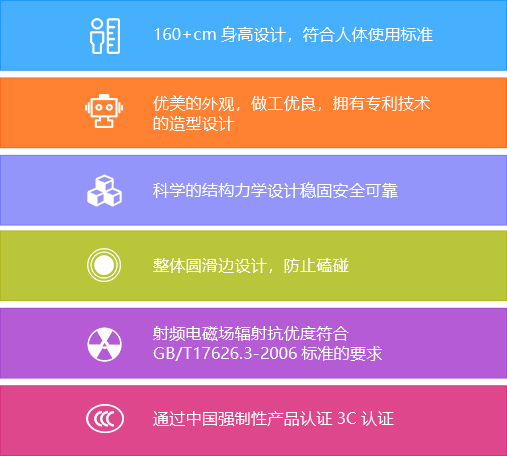 160+cm 身高设计，符合人体使用标准
优美的外观，做工优良，拥有专利技术
的造型设计
科学的结构力学设计稳固安全可靠
整体圆滑边设计，防止磕碰
射频电磁场辐射抗优度符合
GB/T17626.3-2006 标准的要求
通过中国强制性产品认证 3C 认证